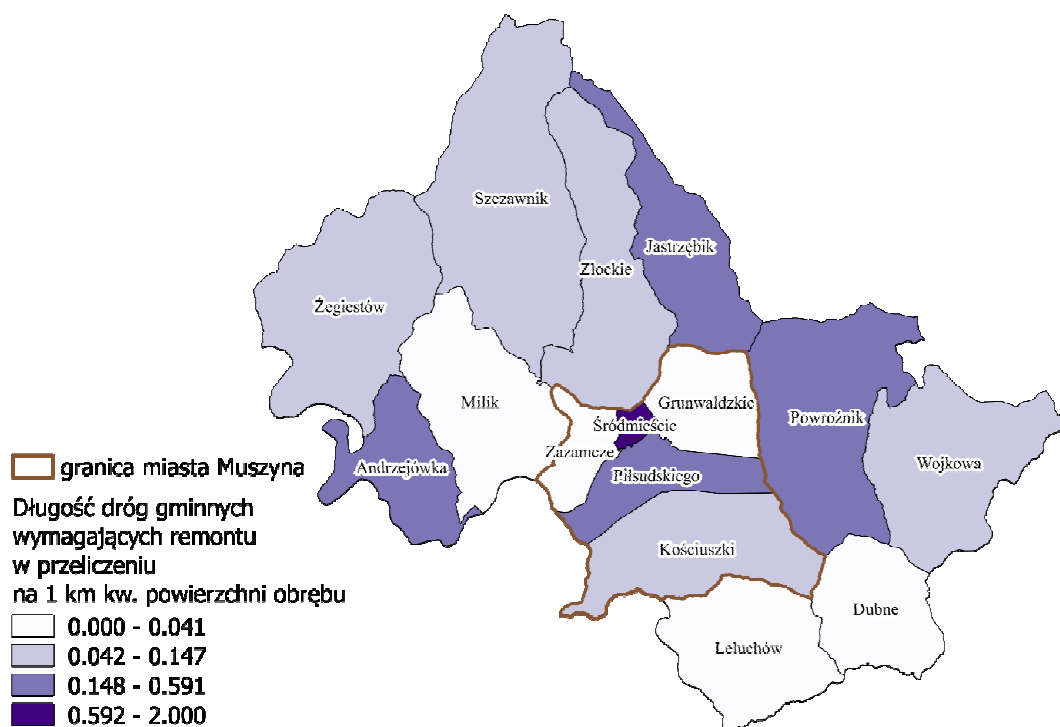 Szczawnik
Jastrzębik
Złockie
Żegiestów
Milik
Grunwaldzkie
Powroźnik
Śródmieście
Zazamcze
Andrzejówka
Piłsudskiego
Wojkowa
Kościuszki
Dubne
Leluchów
granica miasta Muszyna
Długość dróg gminnych
wymagających remontu
w przeliczeniu
na 1 km kw. powierzchni obrębu
0.000 - 0.041
0.042 - 0.147
0.148 - 0.591
0.592 - 2.000